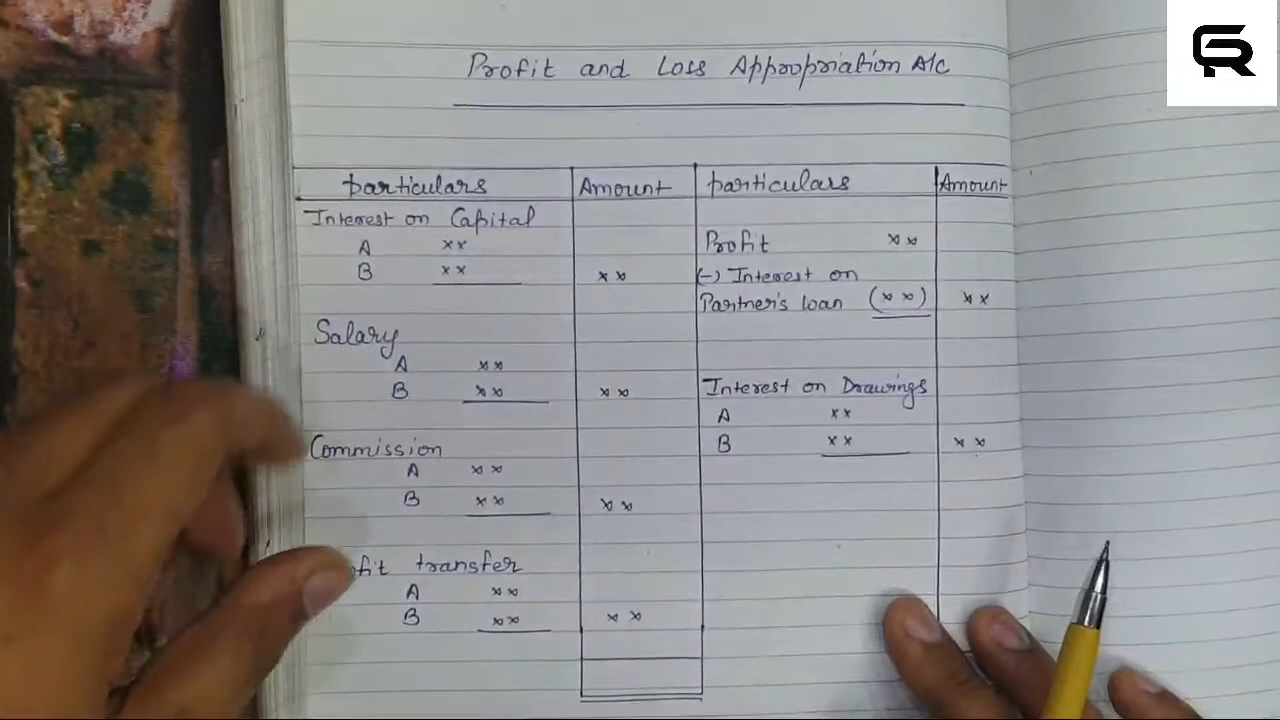 GR
Profit and Loss Appropriation A/C
particulars Amount particulars Amount
Interest on Capital
A xx
B xx xx
Salary
A xx
B xx xx
Commission
A xx
B xx xx
transfer
A xx
B xx xx
Profit xx
(-) Interest on
Partner's loan (xx) xx
Interest on Drawings
A xx
B xx xx